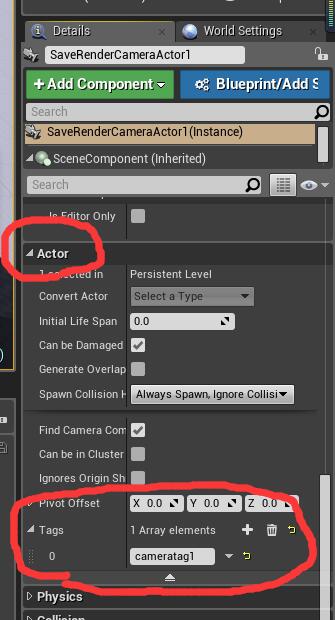 Details
World Settings
SaveRenderCameraActor1
+ Add Component
Blueprint/Add S
Search
SaveRenderCameraActor1(Instance)
SceneComponent (Inherited)
Search
Is Editor Only
Actor
1 selected in Persistent Level
Convert Actor Select a Type
Initial Life Span 0.0
Can be Damaged
Generate Overlap
Spawn Collision H Always Spawn, Ignore Collisi
Find Camera Com
Can be in Cluster
Ignores Origin Sh
Pivot Offset X 0.0 Y 0.0 Z 0.0
Tags 1 Array elements
0 cameratag1
Physics
Collision